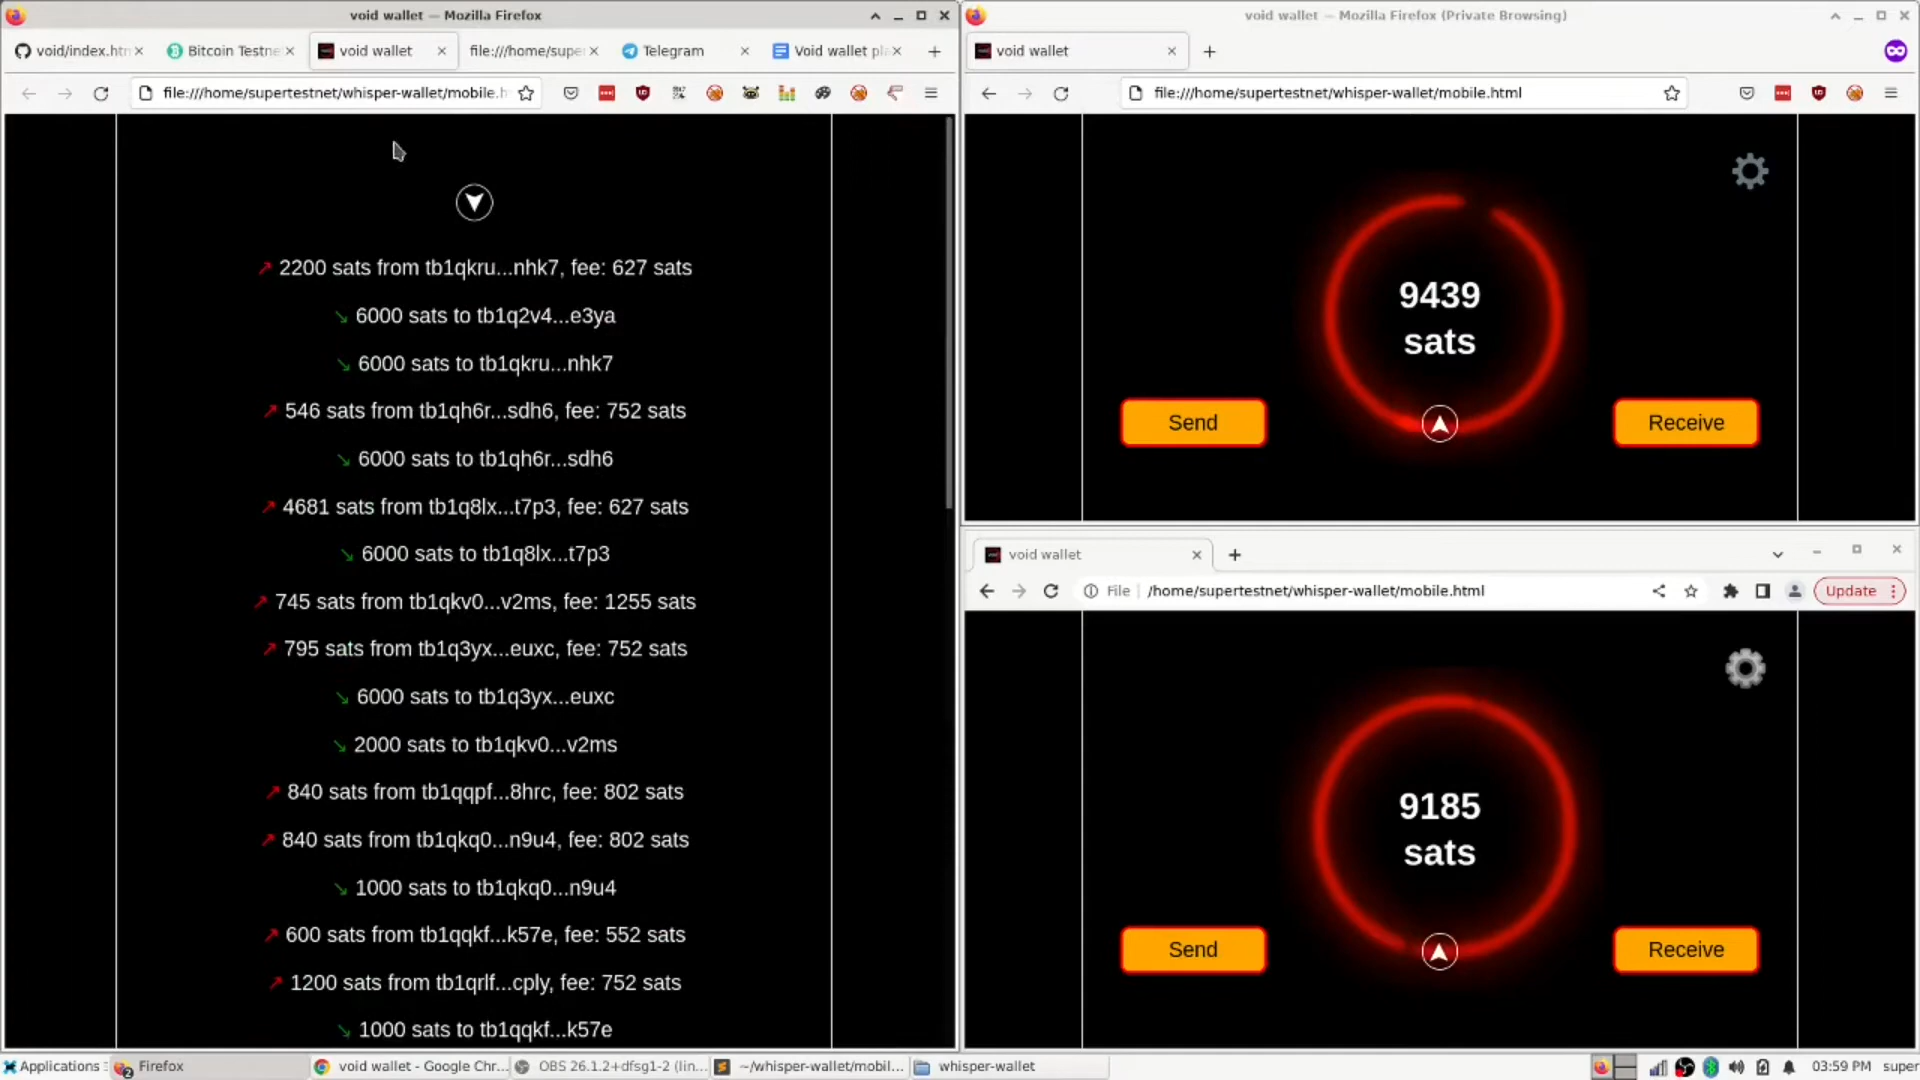 void wallet — Mozilla Firefox
void/index.htm
Bitcoin Testne
void wallet
file:///home/supe
Telegram
Void wallet pl
file:///home/supertestnet/whisper-wallet/mobile.h
2200 sats from tb1qkru...nhk7, fee: 627 sats
6000 sats to tb1q2v4...e3ya
6000 sats to tb1qkru...nhk7
546 sats from tb1qh6r...sdh6, fee: 752 sats
6000 sats to tb1qh6r...sdh6
4681 sats from tb1q8lx...t7p3, fee: 627 sats
6000 sats to tb1q8lx...t7p3
745 sats from tb1qkv0...v2ms, fee: 1255 sats
795 sats from tb1q3yx...euxc, fee: 752 sats
6000 sats to tb1q3yx...euxc
2000 sats to tb1qkv0...v2ms
840 sats from tb1qqpf...8hrc, fee: 802 sats
840 sats from tb1qkq0...n9u4, fee: 802 sats
1000 sats to tb1qkq0...n9u4
600 sats from tb1qqkf...k57e, fee: 552 sats
1200 sats from tb1qrlf...cply, fee: 752 sats
1000 sats to tb1qqkf...k57e
void wallet — Mozilla Firefox (Private Browsing)
void wallet
file:///home/supertestnet/whisper-wallet/mobile.html
9439
sats
Send
Receive
void wallet
File
/home/supertestnet/whisper-wallet/mobile.html
Update
9185
sats
Send
Receive
Applications
Firefox
void wallet - Google Chr...
OBS 26.1.2+dfsg1-2 (lin...
~/whisper-wallet/mobil...
whisper-wallet
03:59 PM
super